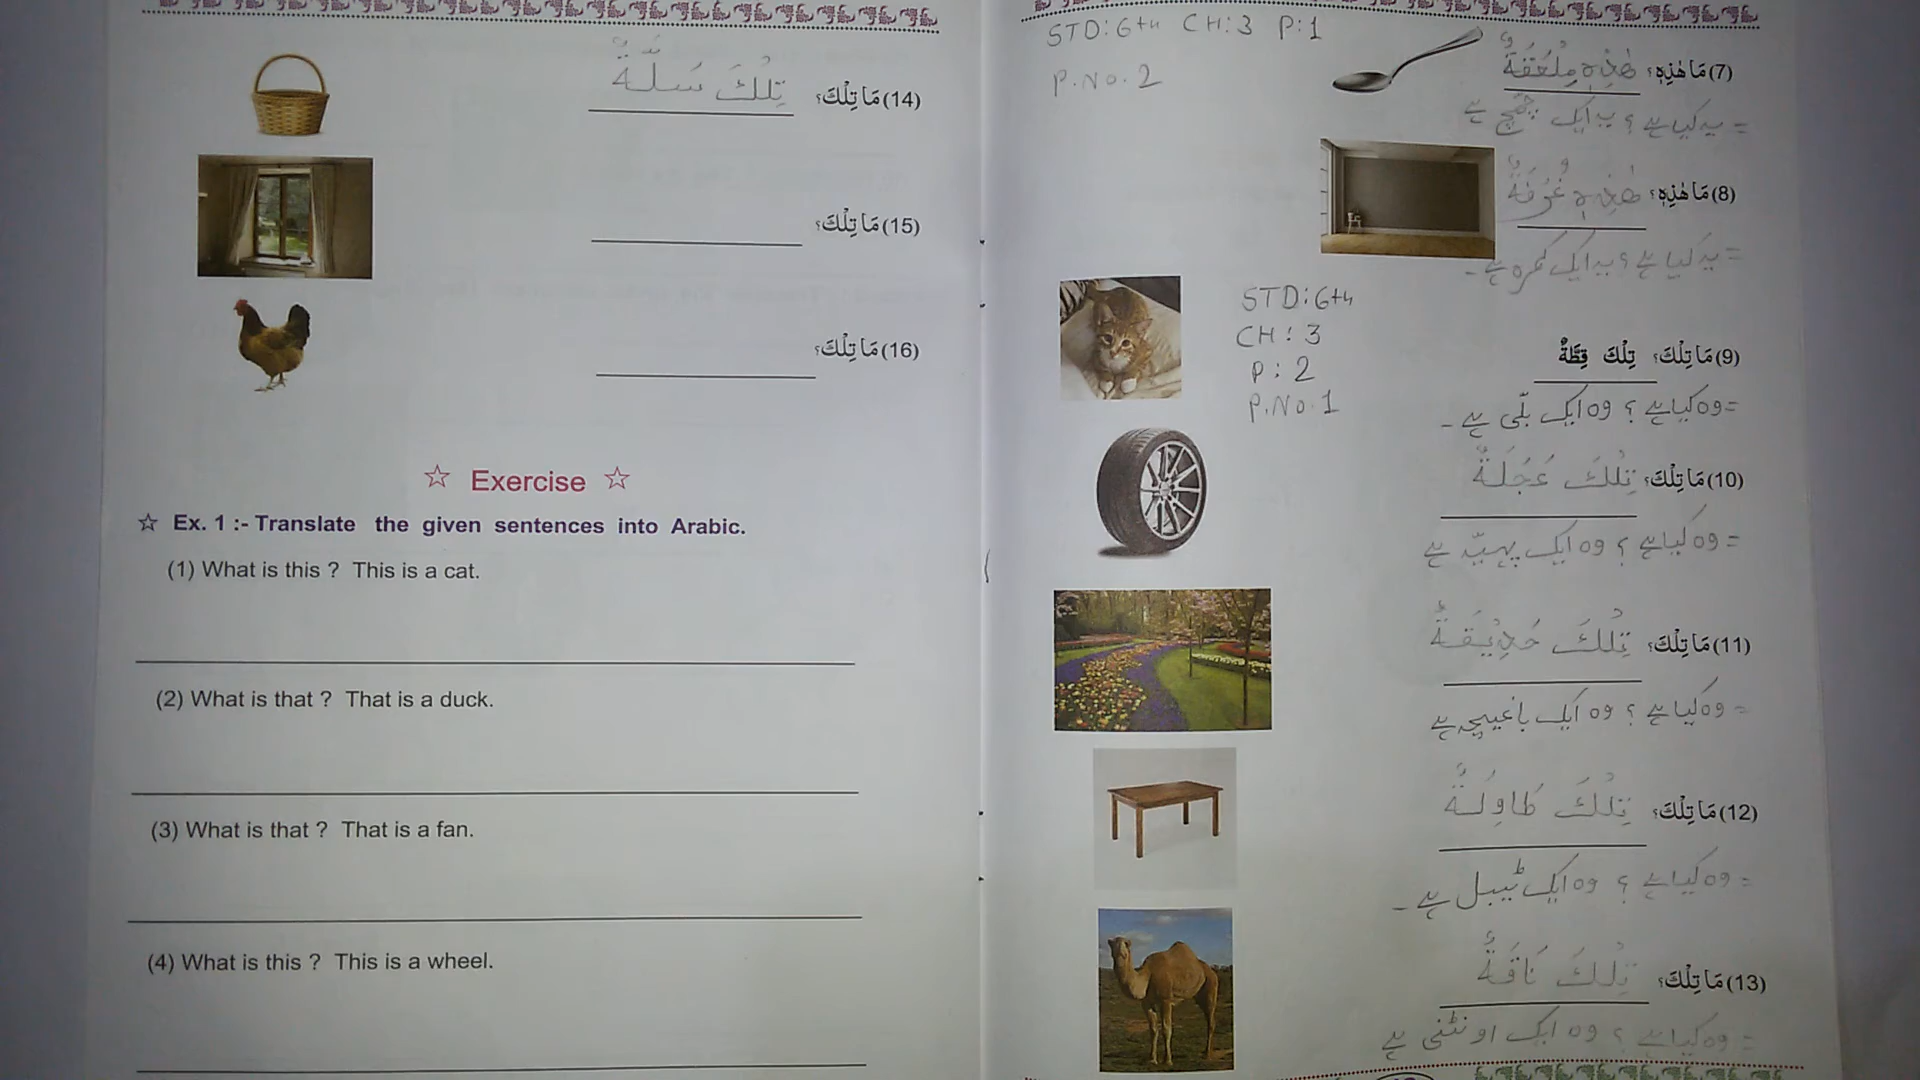 STD: 6th CH: 3 P: 1
P.No. 2
(7) مَا هٰذِهٖ؟ هٰذِهٖ مِلْعَقَةٌ
= یہ کیا ہے ؟ یہ ایک چمّچ ہے
(8) مَا هٰذِهٖ؟ هٰذِهٖ غُرْفَةٌ
= یہ کیا ہے ؟ یہ ایک کمرہ ہے۔
STD: 6th
CH: 3
P: 2
P.No. 1
(9) مَا تِلْكَ؟ تِلْكَ قِطَّةٌ
= وہ کیا ہے ؟ وہ ایک بلّی ہے۔
(10) مَا تِلْكَ؟ تِلْكَ عَجَلَةٌ
= وہ کیا ہے ؟ وہ ایک پہیّہ ہے
(11) مَا تِلْكَ؟ تِلْكَ حَدِيْقَةٌ
= وہ کیا ہے ؟ وہ ایک باغیچہ ہے
(12) مَا تِلْكَ؟ تِلْكَ طَاوِلَةٌ
= وہ کیا ہے ؟ وہ ایک ٹیبل ہے۔
(13) مَا تِلْكَ؟ تِلْكَ نَاقَةٌ
= وہ کیا ہے ؟ وہ ایک اونٹنی ہے
(14) مَا تِلْكَ؟ تِلْكَ سَلَّةٌ
(15) مَا تِلْكَ؟
(16) مَا تِلْكَ؟
☆ Exercise ☆
☆ Ex. 1 :- Translate the given sentences into Arabic.
(1) What is this ? This is a cat.
(2) What is that ? That is a duck.
(3) What is that ? That is a fan.
(4) What is this ? This is a wheel.